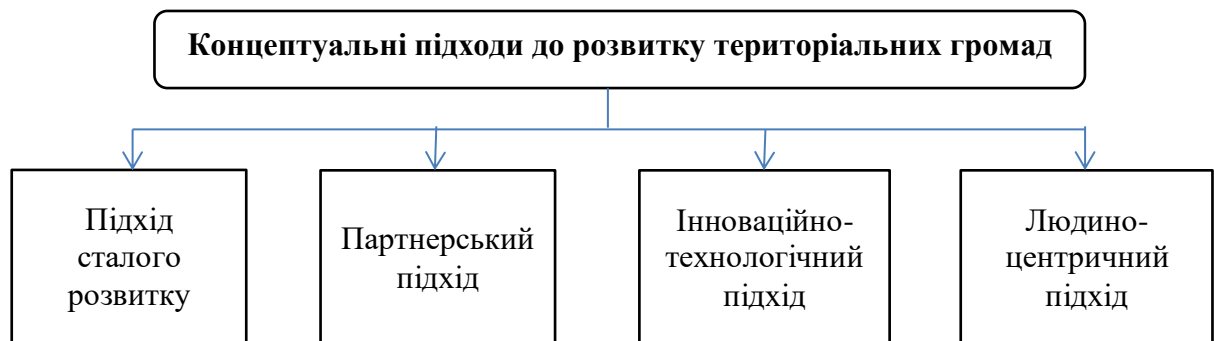 Концептуальні підходи до розвитку територіальних громад
Підхід
сталого
розвитку
Партнерський
підхід
Інноваційно-
технологічний
підхід
Людино-
центричний
підхід